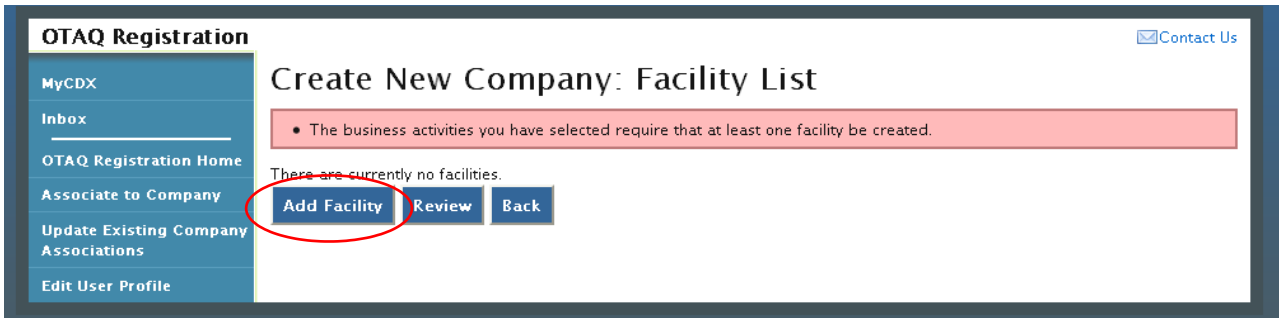 OTAQ Registration
Contact Us
MyCDX
Inbox
OTAQ Registration Home
Associate to Company
Update Existing Company
Associations
Edit User Profile
Create New Company: Facility List
• The business activities you have selected require that at least one facility be created.
There are currently no facilities.
Add Facility Review Back